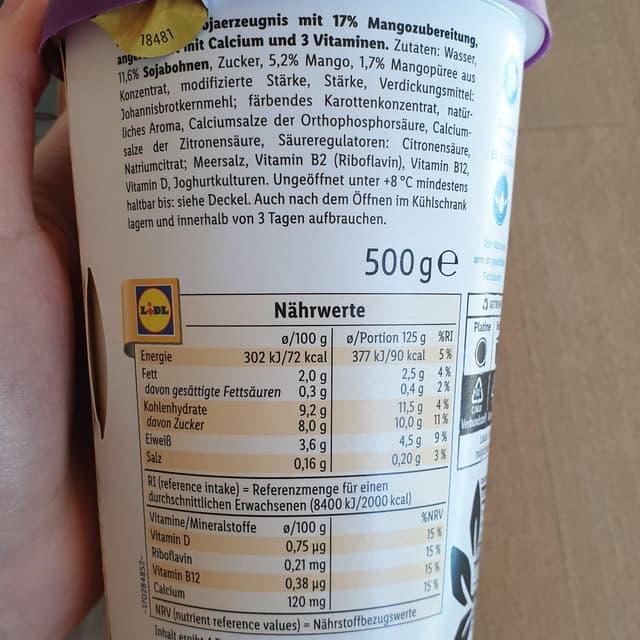 78481
mit 17% Mangozubereitung,
mit Calcium und 3 Vitaminen. Zutaten: Wasser,
11,6% Sojabohnen, Zucker, 5,2% Mango, 1,7% Mangopüree aus
Konzentrat, modifizierte Stärke, Stärke, Verdickungsmittel:
Johannisbrotkernmehl; färbendes Karottenkonzentrat, natür-
liches Aroma, Calciumsalze der Orthophosphorsäure, Calcium-
salze der Zitronensäure, Säureregulatoren: Citronensäure,
Natriumcitrat; Meersalz, Vitamin B2 (Riboflavin), Vitamin B12,
Vitamin D, Joghurtkulturen. Ungeöffnet unter +8 °C mindestens
haltbar bis: siehe Deckel. Auch nach dem Öffnen im Kühlschrank
lagern und innerhalb von 3 Tagen aufbrauchen.
500 g e
LIDL
Nährwerte
ø/100 g ø/Portion 125 g %RI
Energie 302 kJ/72 kcal 377 kJ/90 kcal 5 %
Fett 2,0 g 2,5 g 4 %
davon gesättigte Fettsäuren 0,3 g 0,4 g 2 %
Kohlenhydrate 9,2 g 11,5 g 4 %
davon Zucker 8,0 g 10,0 g 11 %
Eiweiß 3,6 g 4,5 g 9 %
Salz 0,16 g 0,20 g 3 %
RI (reference intake) = Referenzmenge für einen
durchschnittlichen Erwachsenen (8400 kJ/2000 kcal)
Vitamine/Mineralstoffe ø/100 g %NRV
Vitamin D 0,75 µg 15 %
Riboflavin 0,21 mg 15 %
Vitamin B12 0,38 µg 15 %
Calcium 120 mg 15 %
NRV (nutrient reference values) = Nährstoffbezugswerte
Platine